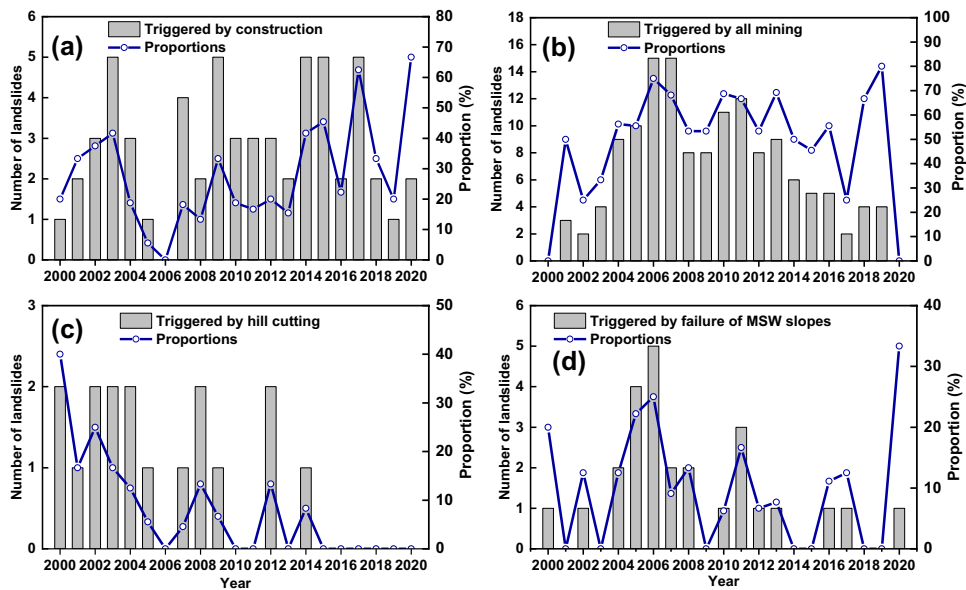 (a)
Triggered by construction
Proportions
Number of landslides
Proportion (%)
6
5
4
3
2
1
0
80
70
60
50
40
30
20
10
0
2000 2002 2004 2006 2008 2010 2012 2014 2016 2018 2020
(b)
Triggered by all mining
Proportions
Number of landslides
Proportion (%)
18
16
14
12
10
8
6
4
2
0
100
90
80
70
60
50
40
30
20
10
0
2000 2002 2004 2006 2008 2010 2012 2014 2016 2018 2020
(c)
Triggered by hill cutting
Proportions
Number of landslides
Proportion (%)
3
2
1
0
50
40
30
20
10
0
2000 2002 2004 2006 2008 2010 2012 2014 2016 2018 2020
Year
(d)
Triggered by failure of MSW slopes
Proportions
Number of landslides
Proportion (%)
6
5
4
3
2
1
0
40
30
20
10
0
2000 2002 2004 2006 2008 2010 2012 2014 2016 2018 2020
Year